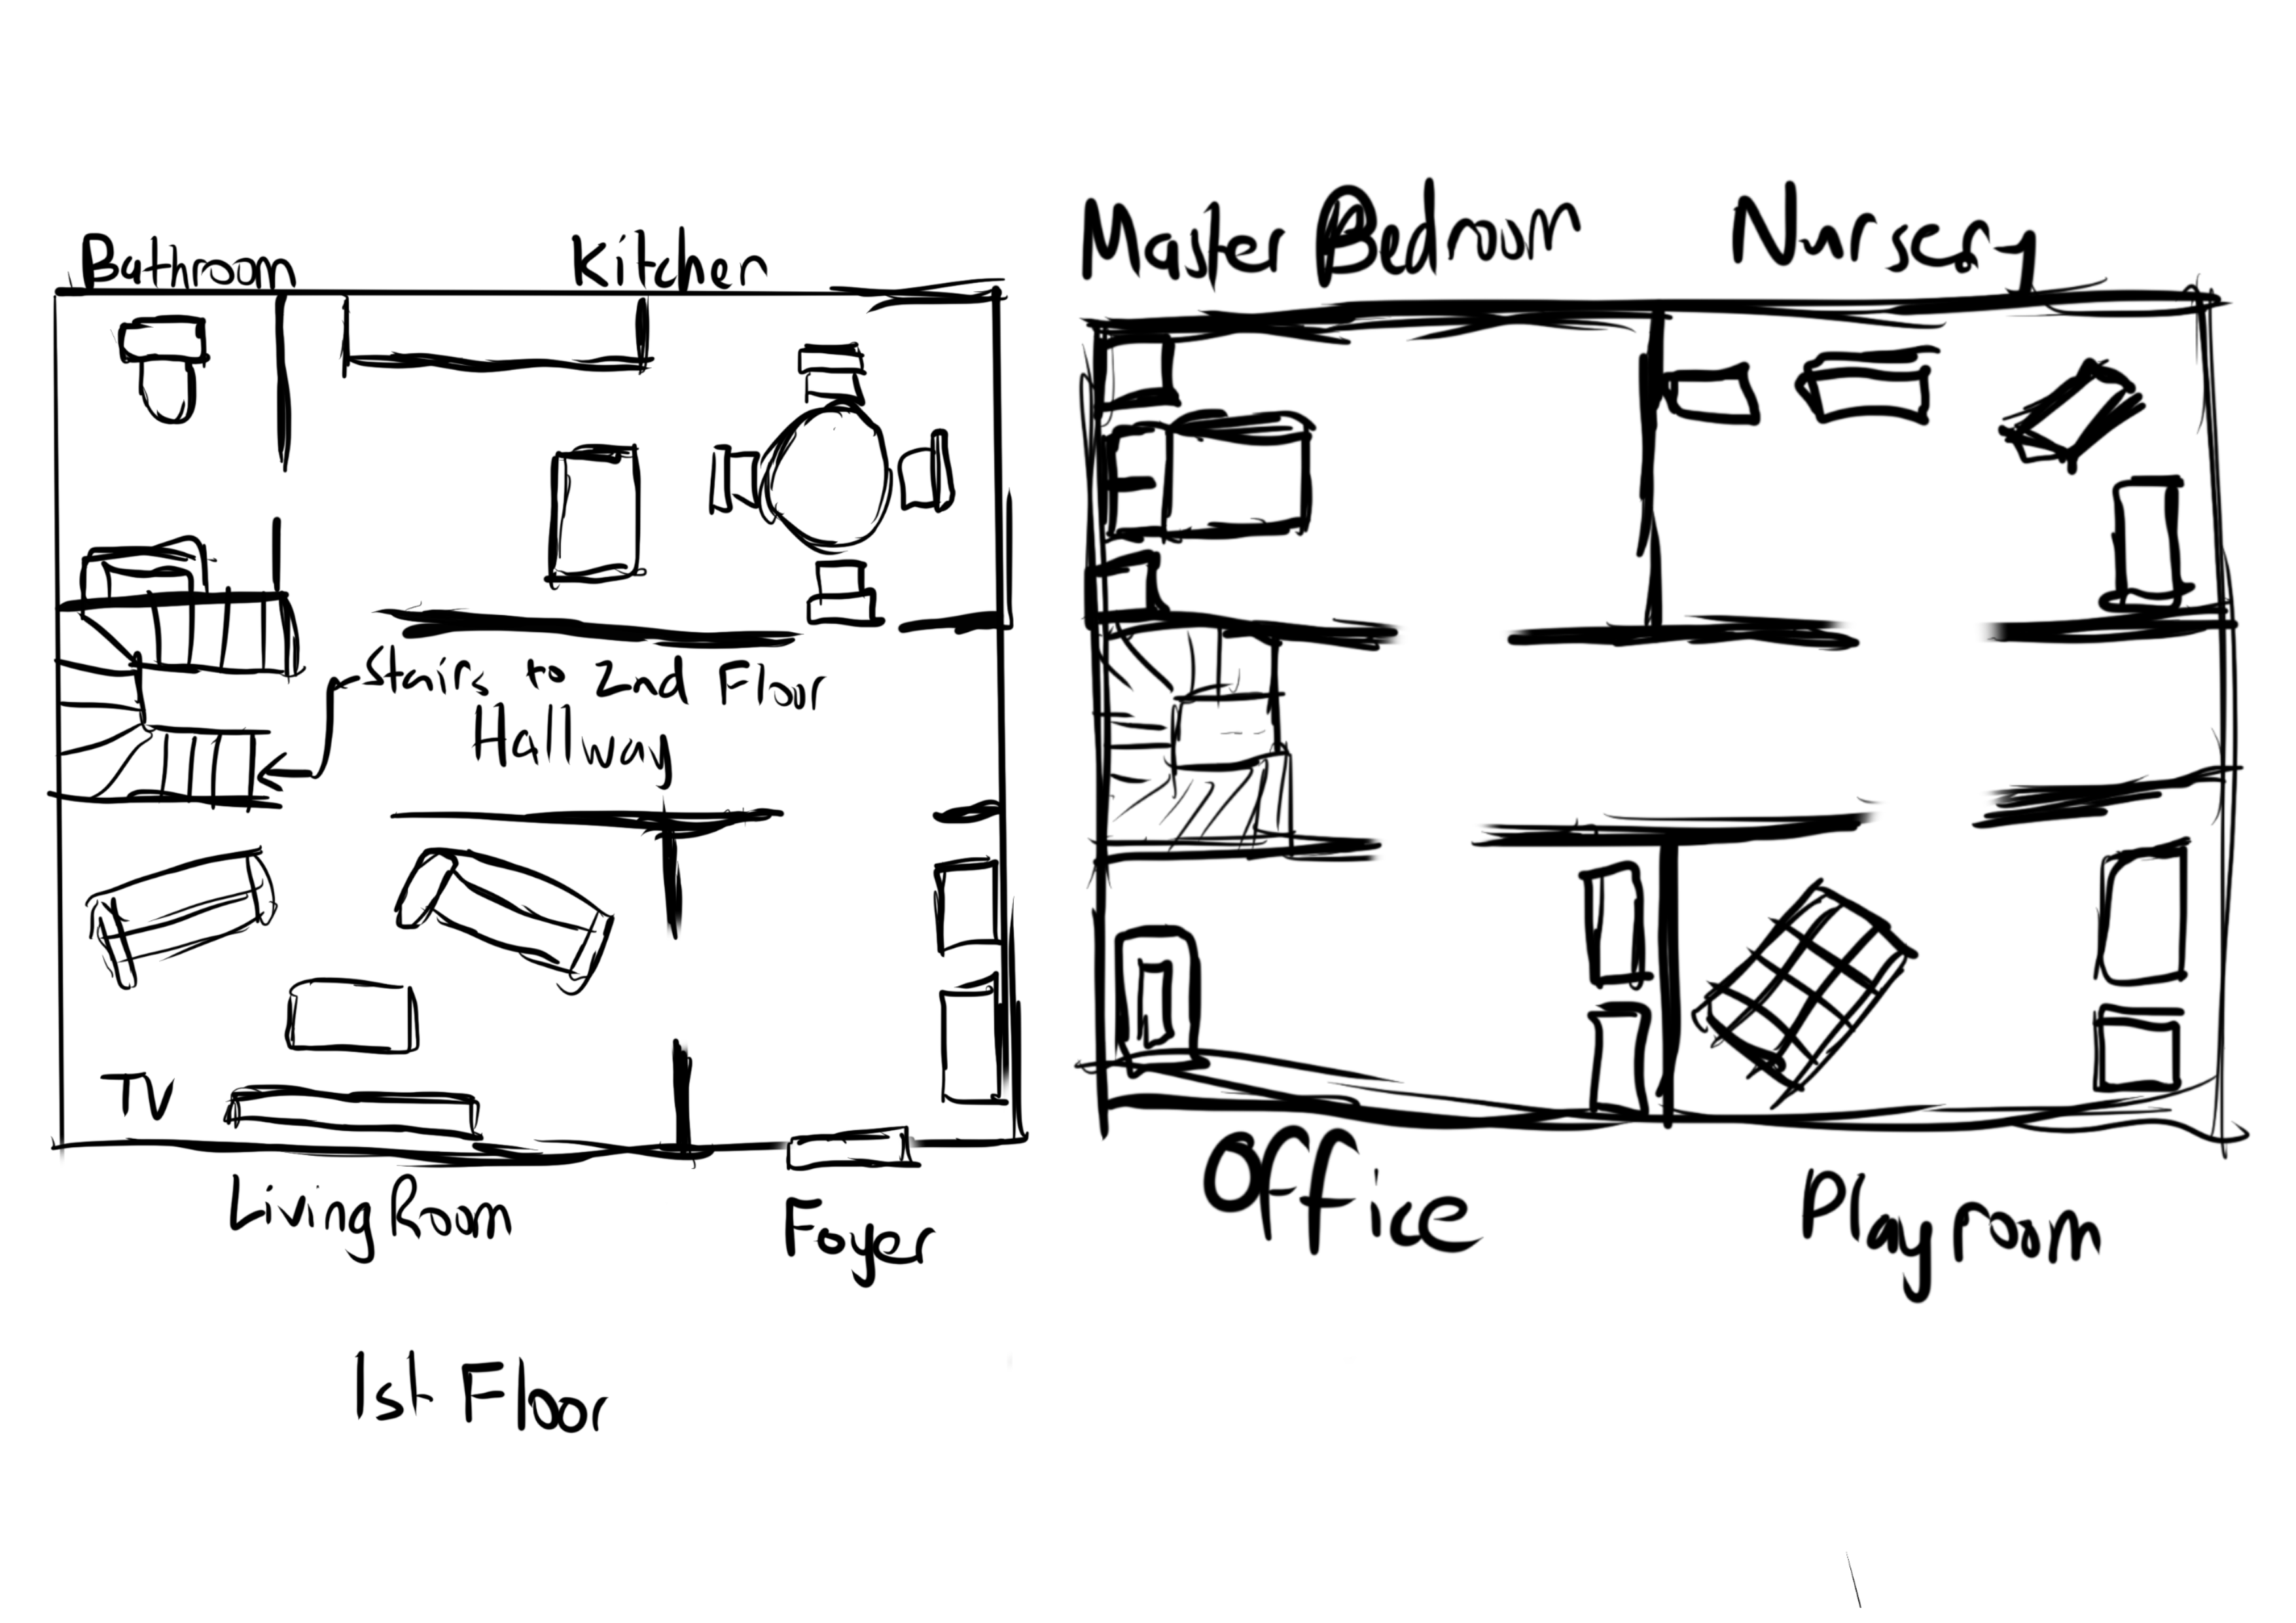 Bathroom
Kitchen
Stairs to 2nd Floor
Hallway
TV
Living Room
Foyer
1st Floor
Master Bedroom
Nursery
Office
Playroom